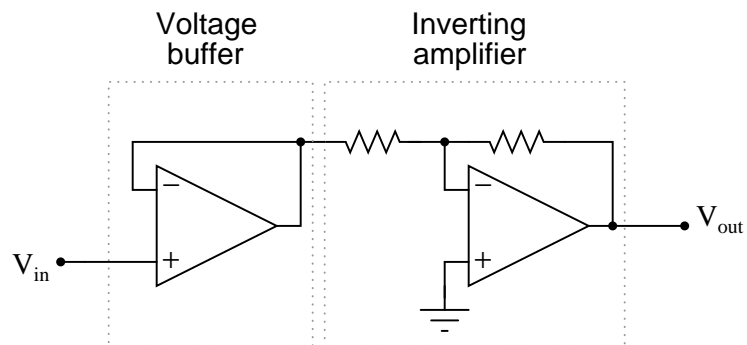 Voltage
buffer
Inverting
amplifier
−
+
−
+
V_in
V_out